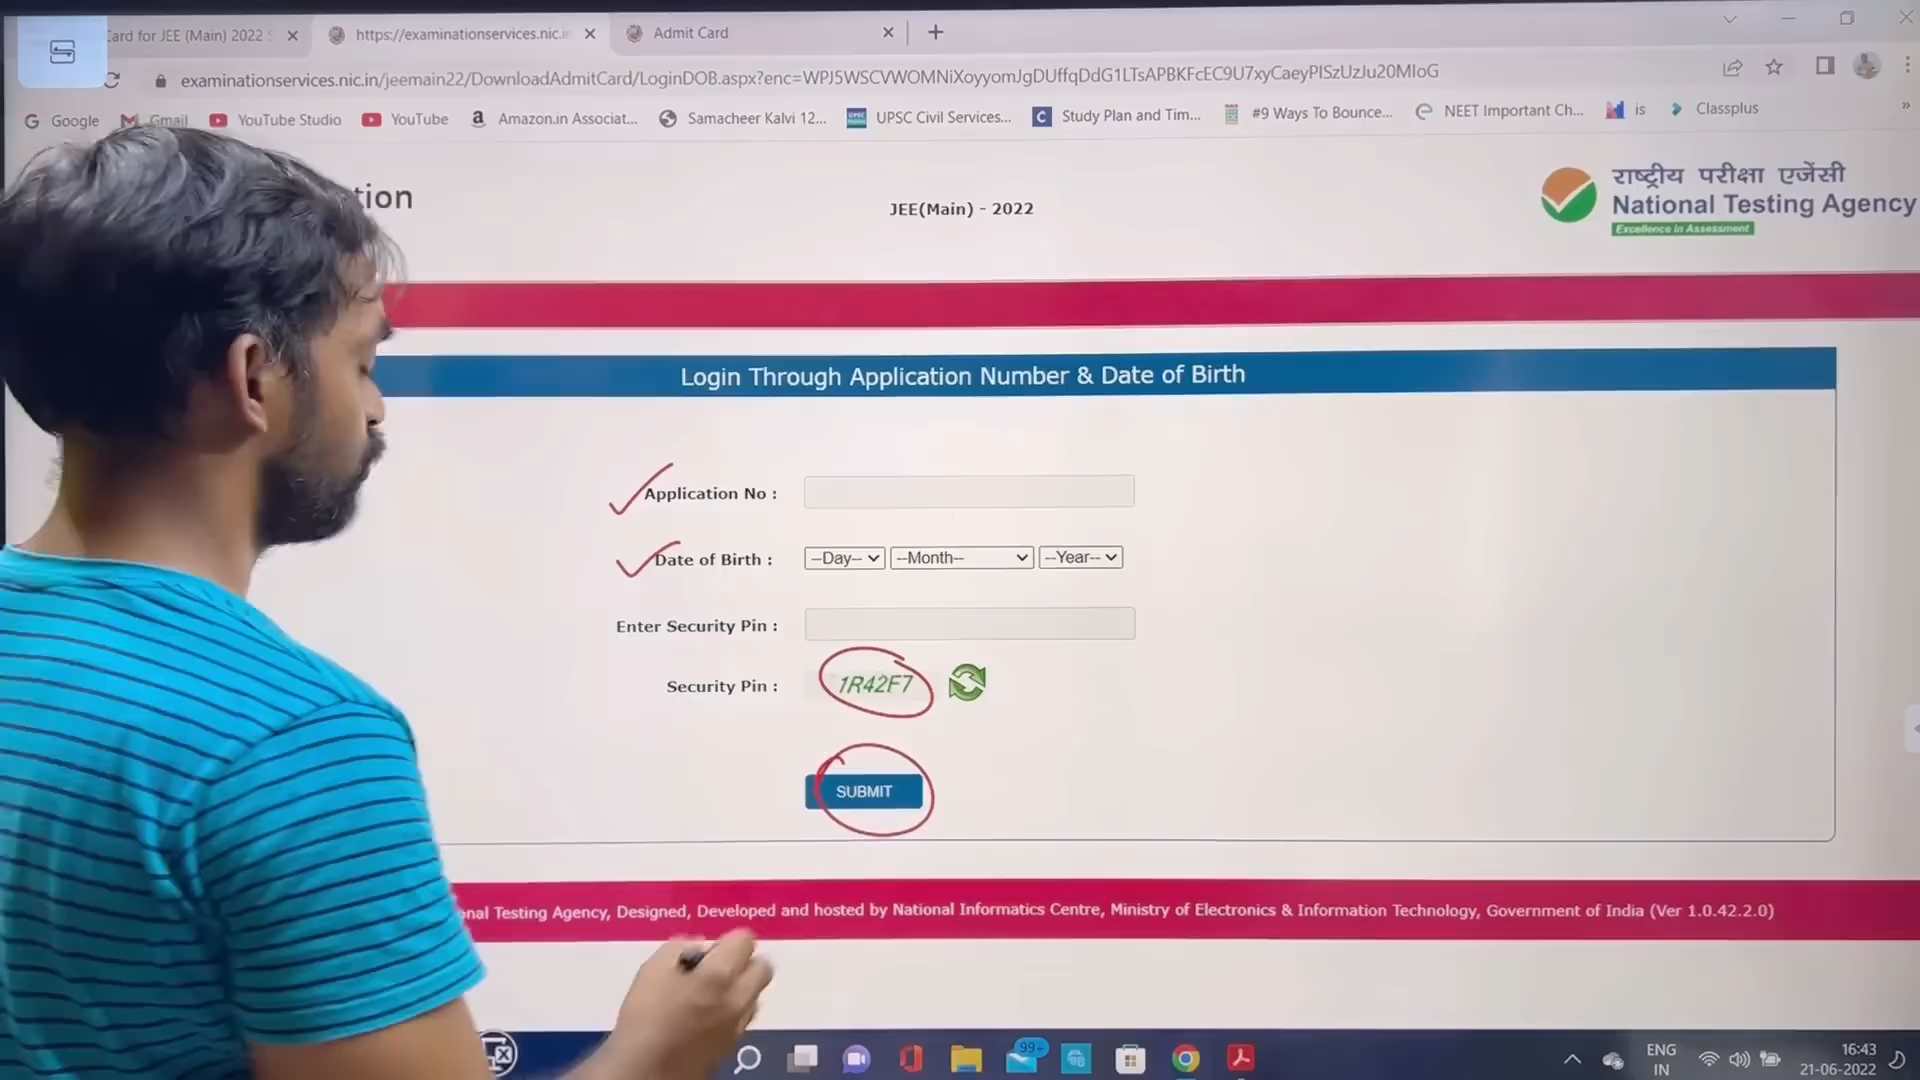 ard for JEE (Main) 2022
https://examinationservices.nic.in
Admit Card
examinationservices.nic.in/jeemain22/DownloadAdmitCard/LoginDOB.aspx?enc=WPJ5WSCVWOMNiXoyyomJgDUffqDdG1LTsAPBKFcEC9U7xyCaeyPISzUzJu20MIoG
Google Gmail YouTube Studio YouTube Amazon.in Associat... Samacheer Kalvi 12... UPSC Civil Services... Study Plan and Tim... #9 Ways To Bounce... NEET Important Ch... is Classplus »
tion
JEE(Main) - 2022
राष्ट्रीय परीक्षा एजेंसी
National Testing Agency
Excellence in Assessment
Login Through Application Number & Date of Birth
Application No :
Date of Birth : --Day-- --Month-- --Year--
Enter Security Pin :
Security Pin : 1R42F7
SUBMIT
onal Testing Agency, Designed, Developed and hosted by National Informatics Centre, Ministry of Electronics & Information Technology, Government of India (Ver 1.0.42.2.0)
99+
ENG
IN
16:43
21-06-2022